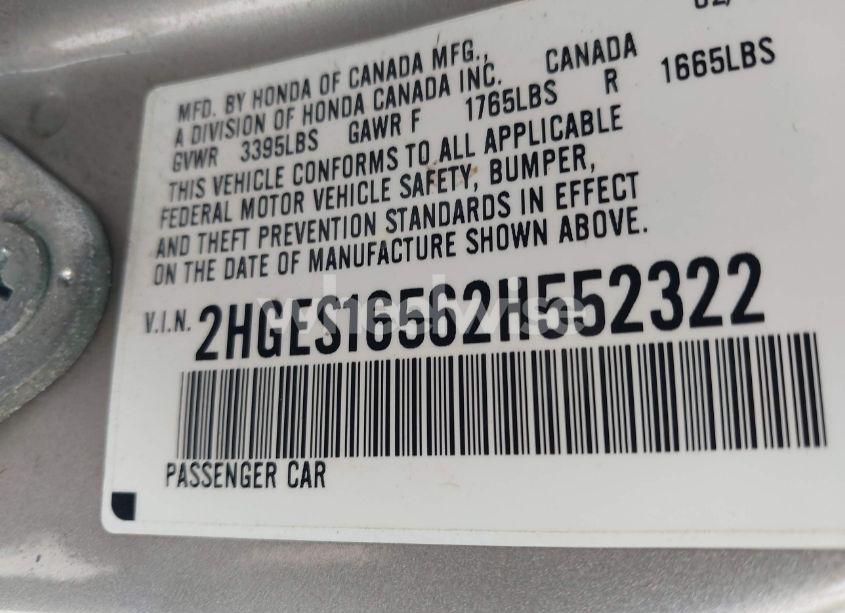 02/
MFD. BY HONDA OF CANADA MFG., CANADA
A DIVISION OF HONDA CANADA INC.
GVWR 3395LBS GAWR F 1765LBS R 1665LBS
THIS VEHICLE CONFORMS TO ALL APPLICABLE
FEDERAL MOTOR VEHICLE SAFETY, BUMPER,
AND THEFT PREVENTION STANDARDS IN EFFECT
ON THE DATE OF MANUFACTURE SHOWN ABOVE.
V.I.N. 2HGES16562H552322
wheelwise
PASSENGER CAR